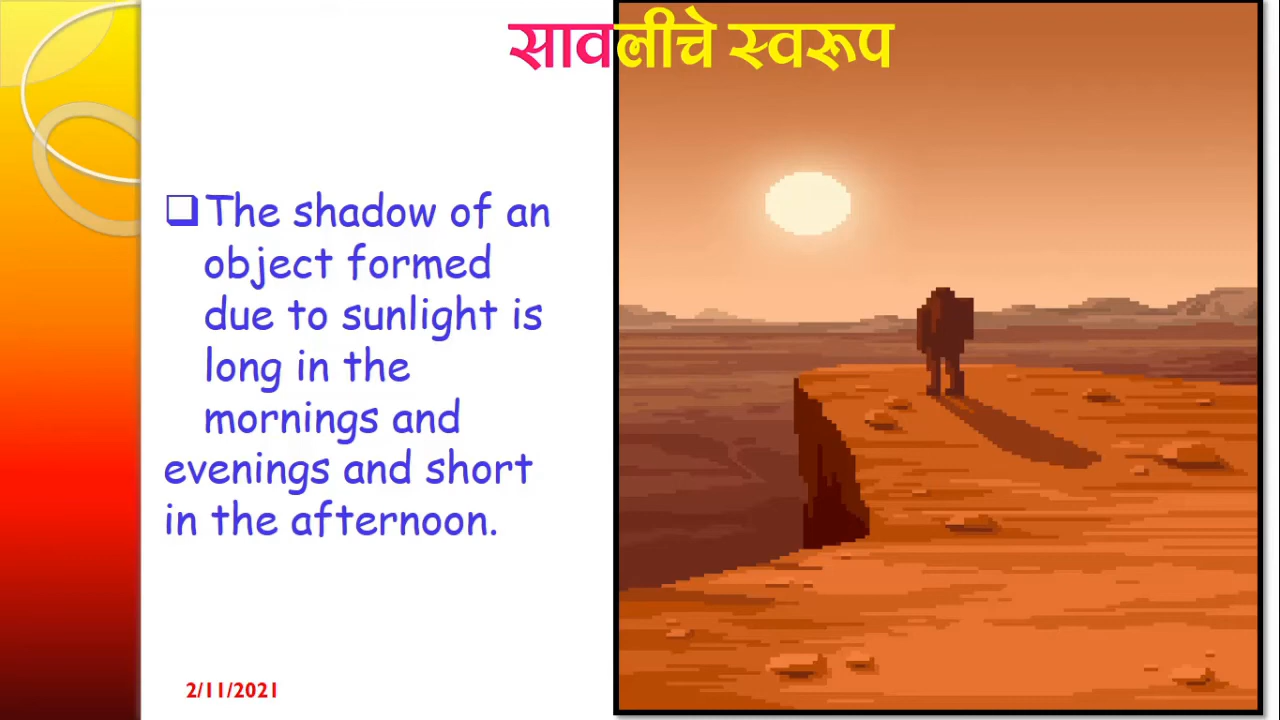 सावलीचे स्वरूप
The shadow of an
object formed
due to sunlight is
long in the
mornings and
evenings and short
in the afternoon.
2/11/2021